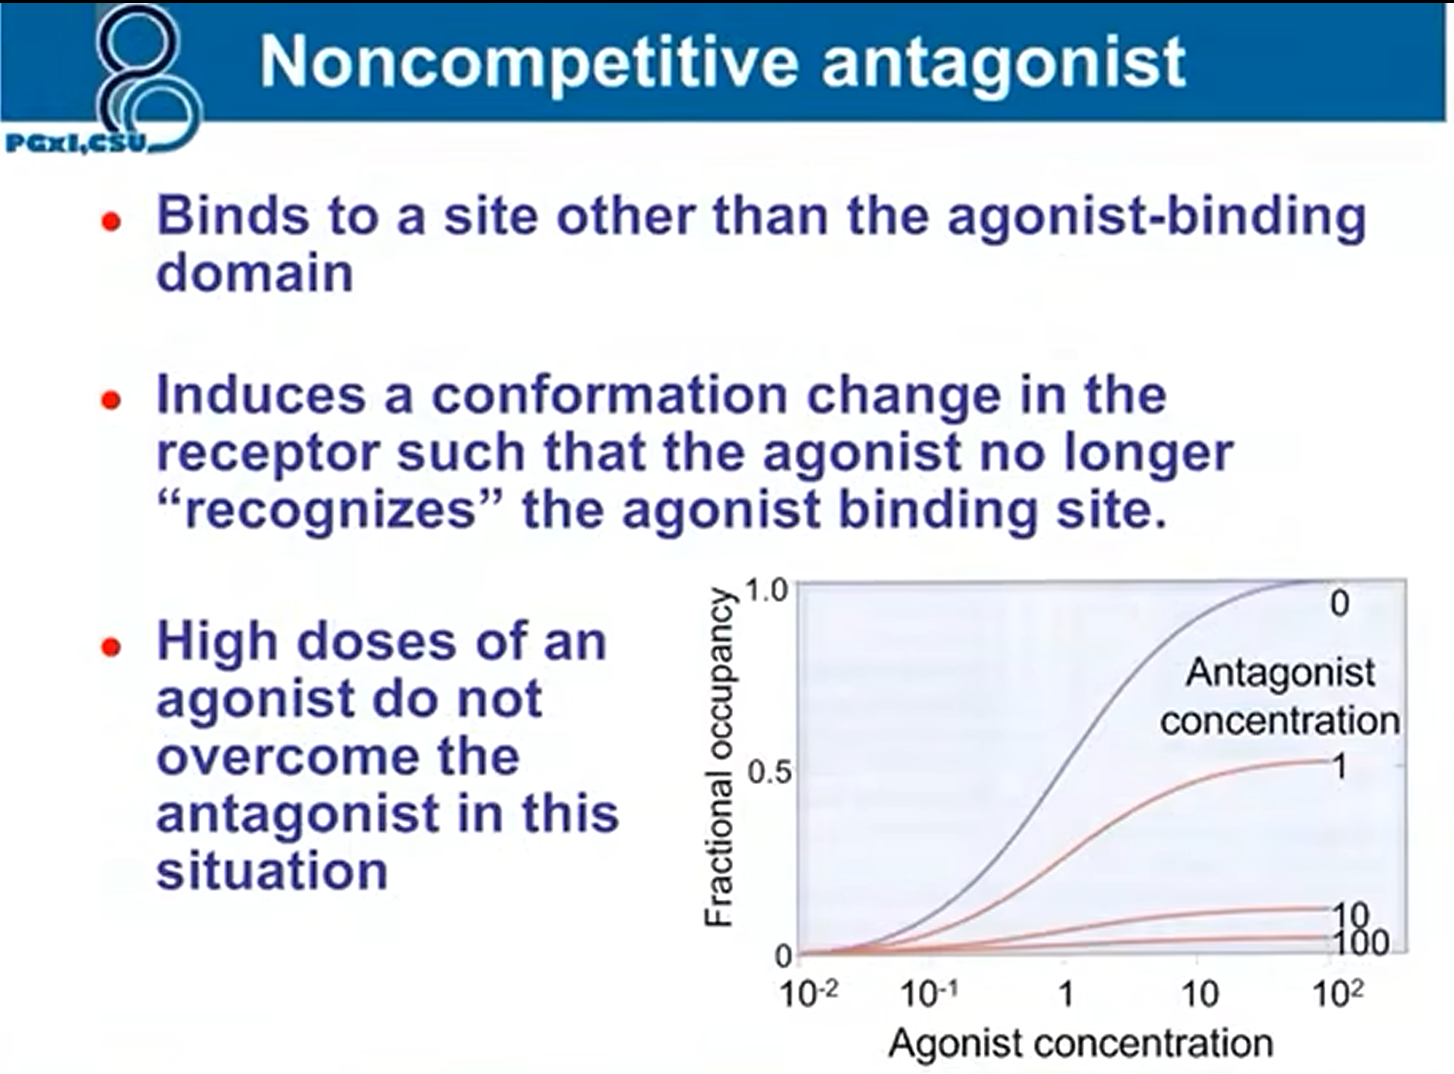 Noncompetitive antagonist
PGxI,CSU
• Binds to a site other than the agonist-binding
domain
• Induces a conformation change in the
receptor such that the agonist no longer
“recognizes” the agonist binding site.
• High doses of an
agonist do not
overcome the
antagonist in this
situation
Fractional occupancy
1.0
0.5
0
0
Antagonist
concentration
1
10
100
10⁻² 10⁻¹ 1 10 10²
Agonist concentration